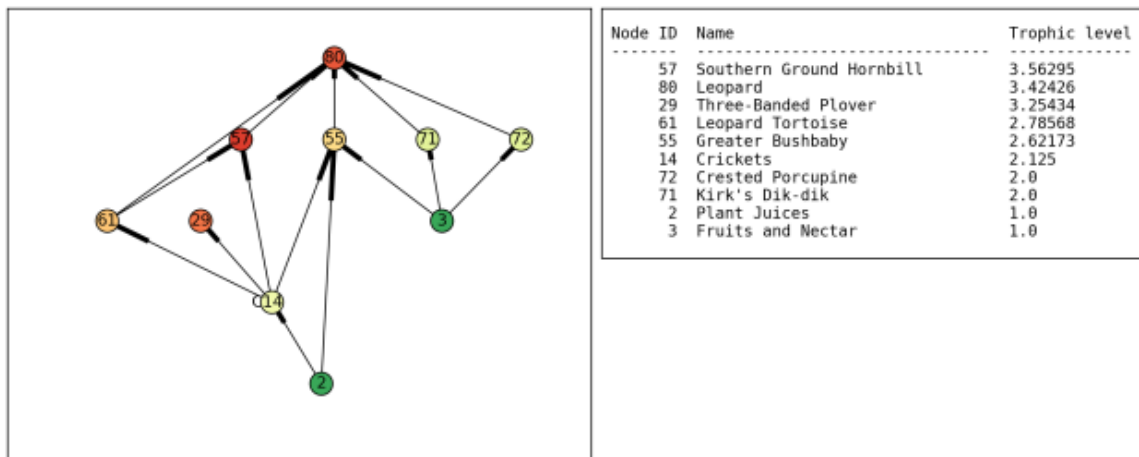 80
57
55
71
72
61
29
3
14
2
Node ID  Name                             Trophic level
-------  -------------------------------  -------------
57  Southern Ground Hornbill         3.56295
80  Leopard                          3.42426
29  Three-Banded Plover              3.25434
61  Leopard Tortoise                 2.78568
55  Greater Bushbaby                 2.62173
14  Crickets                         2.125
72  Crested Porcupine                2.0
71  Kirk's Dik-dik                   2.0
2  Plant Juices                     1.0
3  Fruits and Nectar                1.0